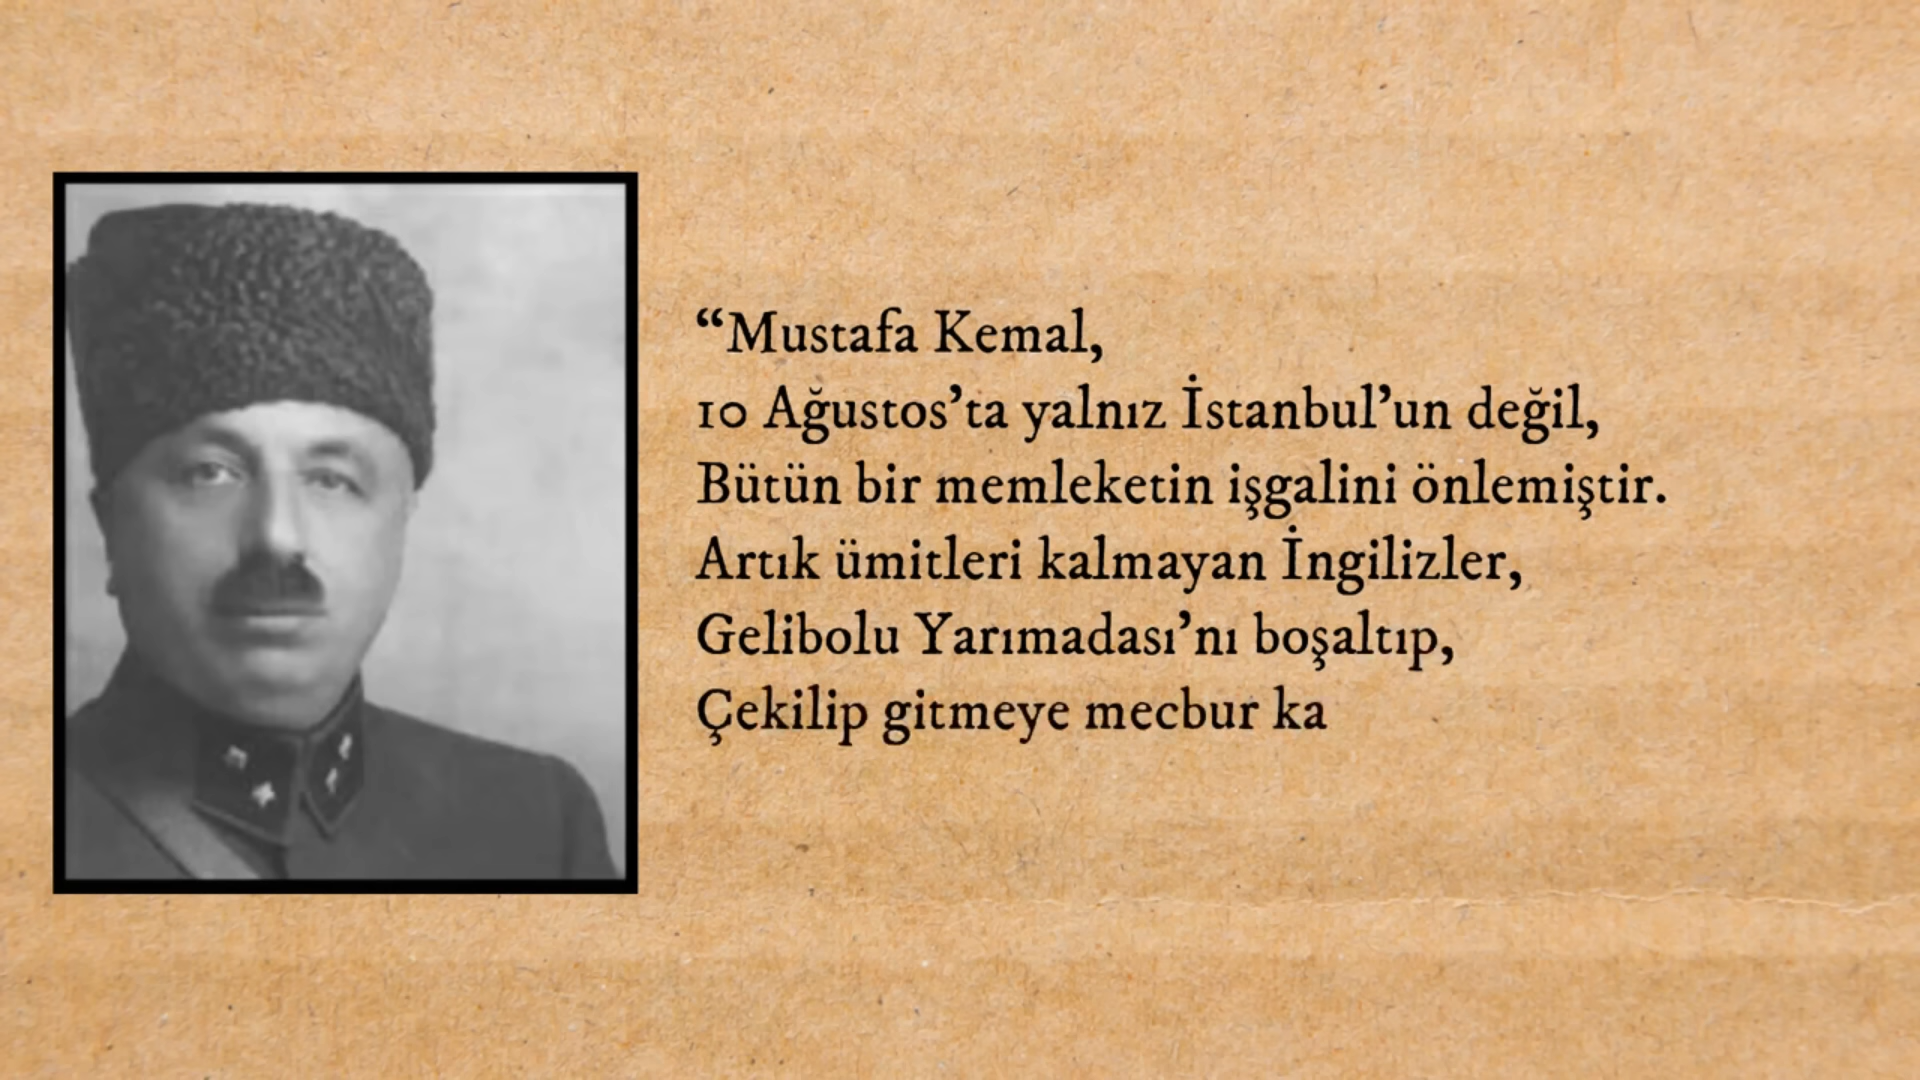 “Mustafa Kemal,
10 Ağustos’ta yalnız İstanbul’un değil,
Bütün bir memleketin işgalini önlemiştir.
Artık ümitleri kalmayan İngilizler,
Gelibolu Yarımadası’nı boşaltıp,
Çekilip gitmeye mecbur ka